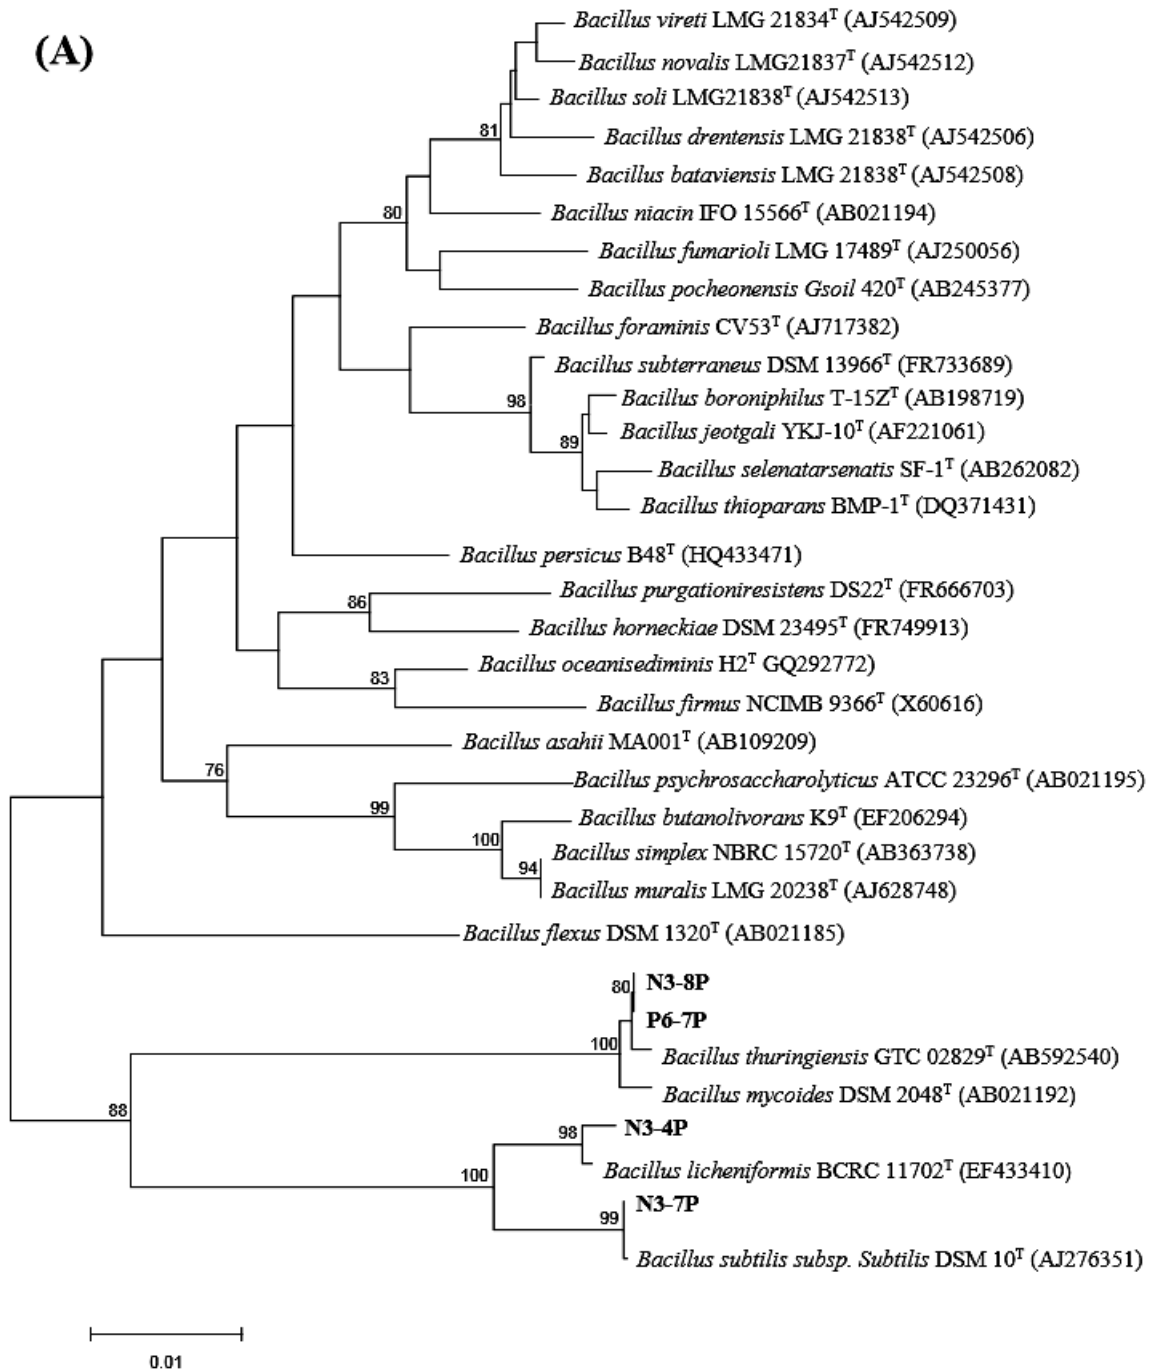 (A)
Bacillus vireti LMG 21834T (AJ542509)
Bacillus novalis LMG21837T (AJ542512)
Bacillus soli LMG21838T (AJ542513)
81
Bacillus drentensis LMG 21838T (AJ542506)
Bacillus bataviensis LMG 21838T (AJ542508)
80
Bacillus niacin IFO 15566T (AB021194)
Bacillus fumarioli LMG 17489T (AJ250056)
Bacillus pocheonensis Gsoil 420T (AB245377)
Bacillus foraminis CV53T (AJ717382)
Bacillus subterraneus DSM 13966T (FR733689)
98
Bacillus boroniphilus T-15ZT (AB198719)
Bacillus jeotgali YKJ-10T (AF221061)
89
Bacillus selenatarsenatis SF-1T (AB262082)
Bacillus thioparans BMP-1T (DQ371431)
Bacillus persicus B48T (HQ433471)
Bacillus purgationiresistens DS22T (FR666703)
86
Bacillus horneckiae DSM 23495T (FR749913)
Bacillus oceanisediminis H2T GQ292772)
83
Bacillus firmus NCIMB 9366T (X60616)
Bacillus asahii MA001T (AB109209)
76
Bacillus psychrosaccharolyticus ATCC 23296T (AB021195)
99
Bacillus butanolivorans K9T (EF206294)
100
Bacillus simplex NBRC 15720T (AB363738)
94
Bacillus muralis LMG 20238T (AJ628748)
Bacillus flexus DSM 1320T (AB021185)
80
N3-8P
P6-7P
100
Bacillus thuringiensis GTC 02829T (AB592540)
Bacillus mycoides DSM 2048T (AB021192)
88
98
N3-4P
Bacillus licheniformis BCRC 11702T (EF433410)
100
N3-7P
99
Bacillus subtilis subsp. Subtilis DSM 10T (AJ276351)
0.01